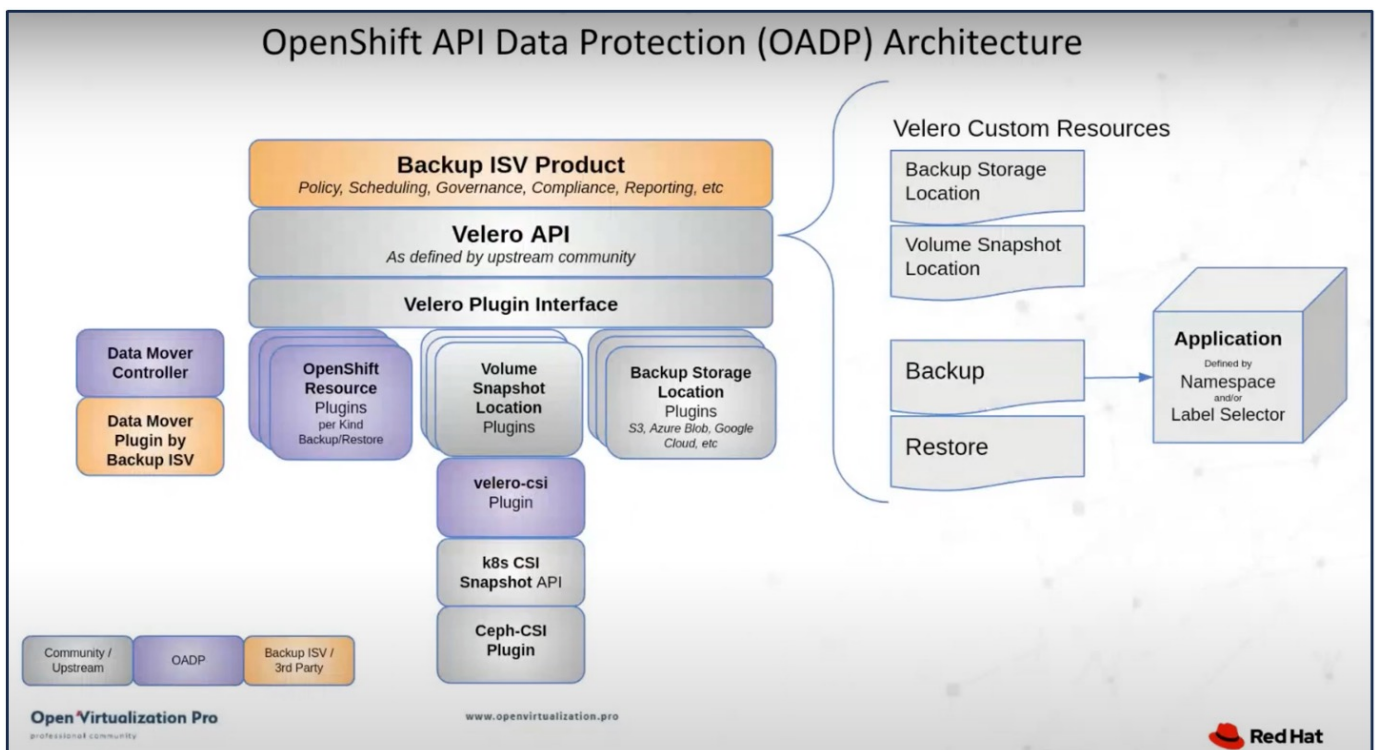 OpenShift API Data Protection (OADP) Architecture
Backup ISV Product
Policy, Scheduling, Governance, Compliance, Reporting, etc
Velero API
As defined by upstream community
Velero Plugin Interface
Data Mover
Controller
Data Mover
Plugin by
Backup ISV
OpenShift
Resource
Plugins
per Kind
Backup/Restore
Volume
Snapshot
Location
Plugins
Backup Storage
Location
Plugins
S3, Azure Blob, Google
Cloud, etc
velero-csi
Plugin
k8s CSI
Snapshot API
Ceph-CSI
Plugin
Velero Custom Resources
Backup Storage
Location
Volume Snapshot
Location
Backup
Restore
Application
Defined by
Namespace
and/or
Label Selector
Community /
Upstream
OADP
Backup ISV /
3rd Party
Open Virtualization Pro
professional community
www.openvirtualization.pro
Red Hat